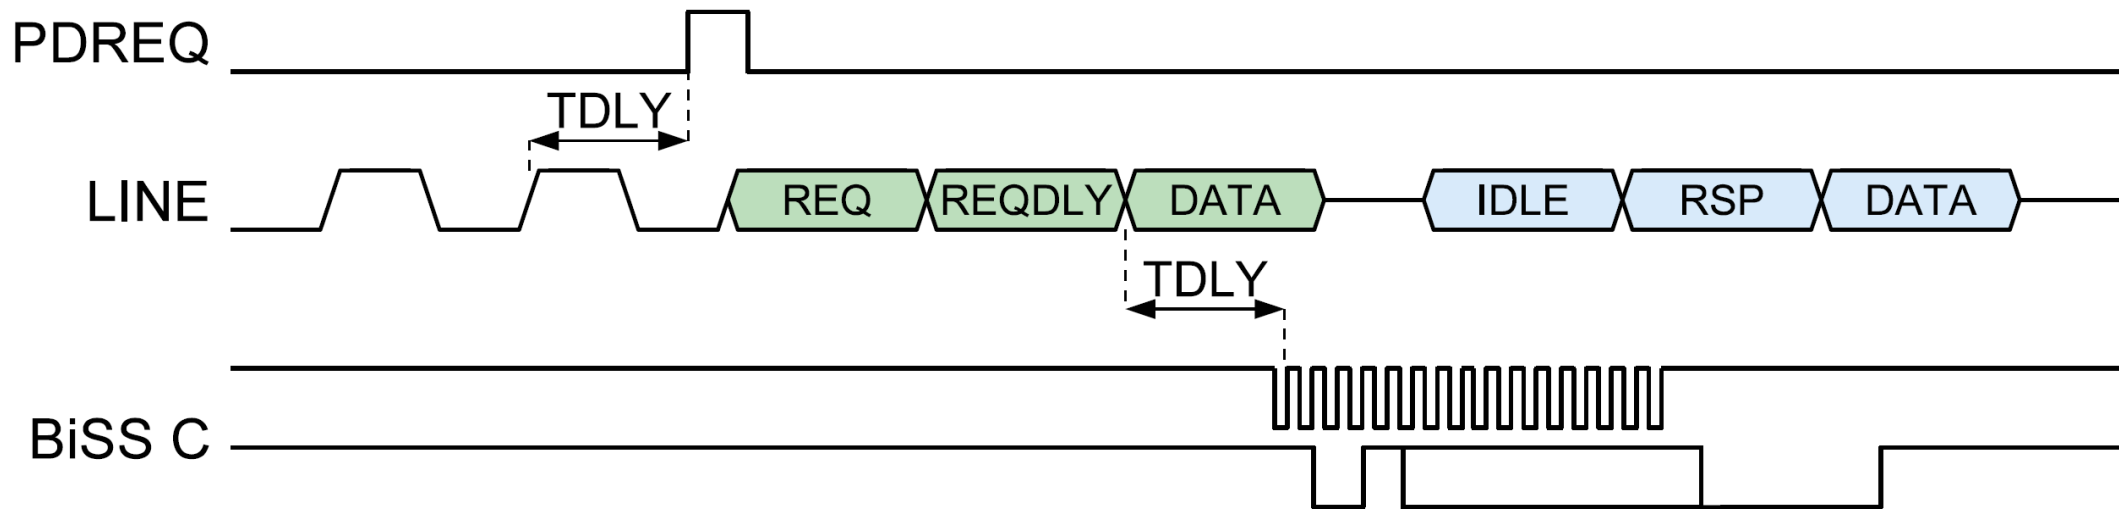 PDREQ
TDLY
LINE
REQ
REQDLY
DATA
IDLE
RSP
DATA
TDLY
BiSS C